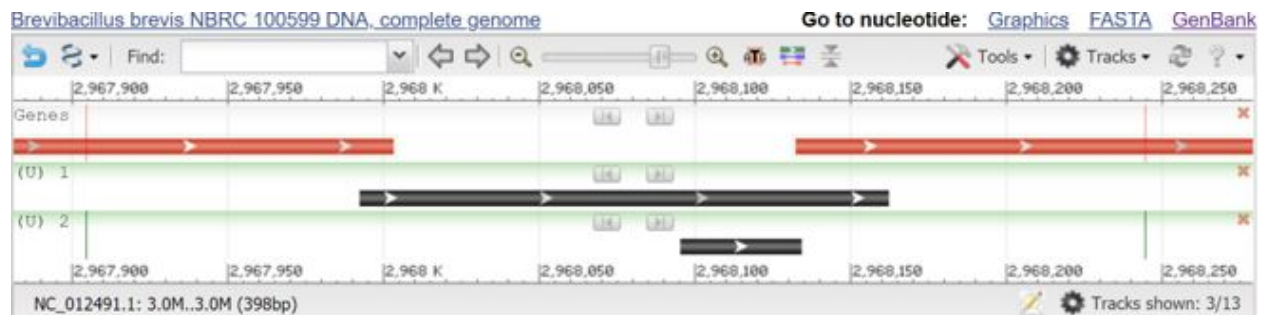 Brevibacillus brevis NBRC 100599 DNA, complete genome Go to nucleotide: Graphics FASTA GenBank
Find: Tools Tracks ?
2,967,900 2,967,950 2,968 K 2,968,050 2,968,100 2,968,150 2,968,200 2,968,250
Genes
(U) 1
(U) 2
2,967,900 2,967,950 2,968 K 2,968,050 2,968,100 2,968,150 2,968,200 2,968,250
NC_012491.1: 3.0M..3.0M (398bp) Tracks shown: 3/13